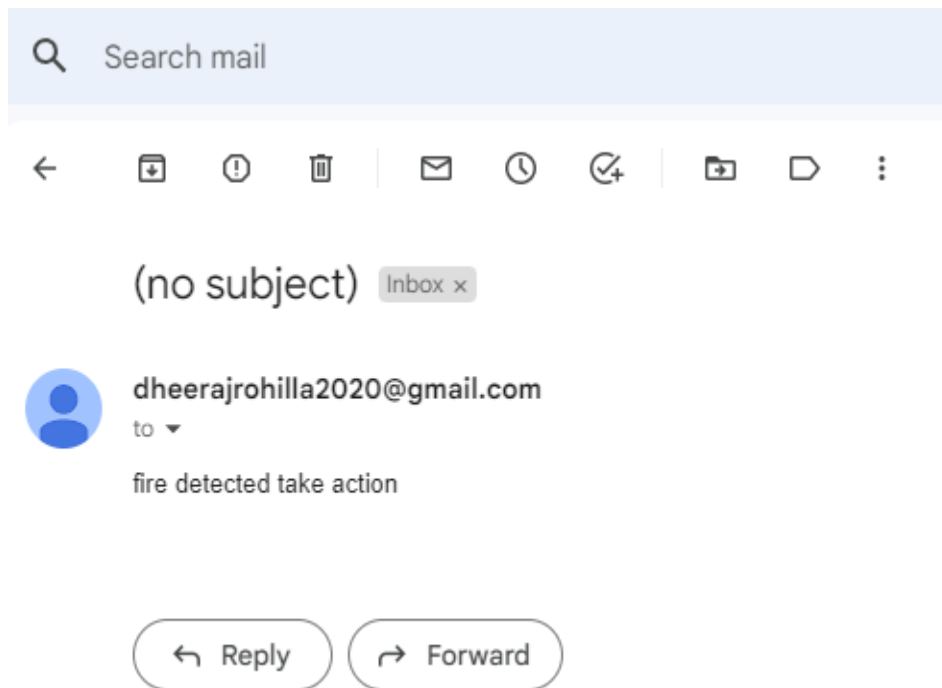 Search mail
(no subject) Inbox ×
dheerajrohilla2020@gmail.com
to
fire detected take action
Reply Forward